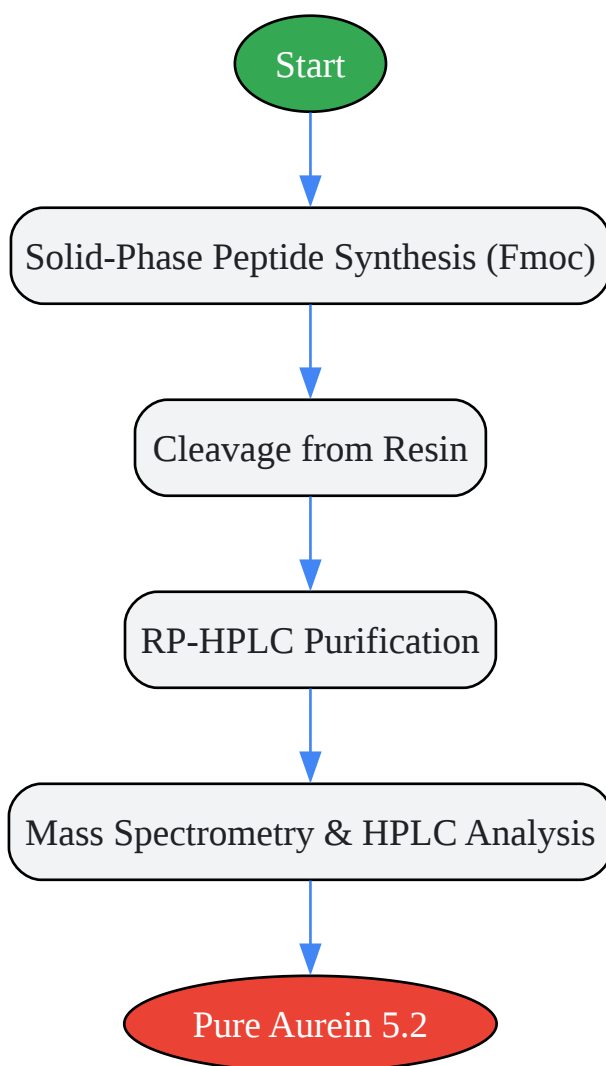 Start
Solid-Phase Peptide Synthesis (Fmoc)
Cleavage from Resin
RP-HPLC Purification
Mass Spectrometry & HPLC Analysis
Pure Aurein 5.2